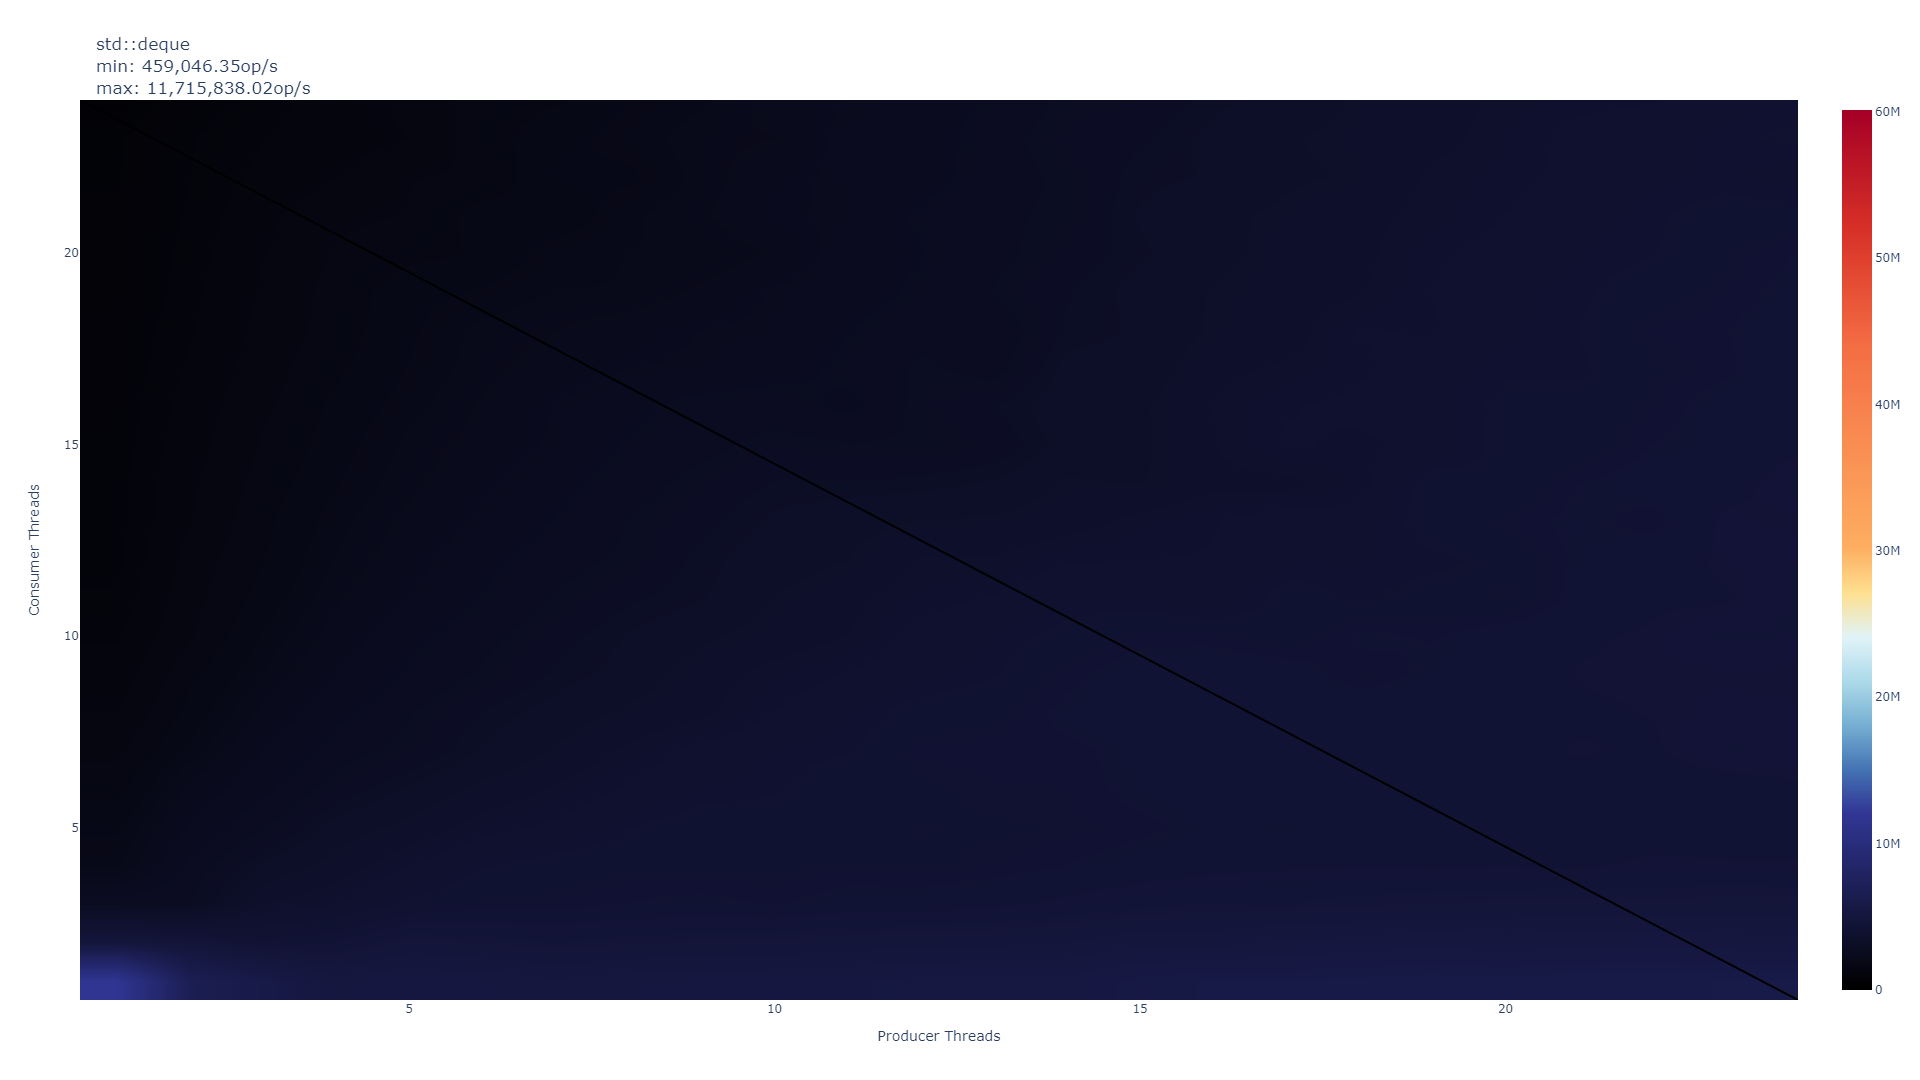 std::deque
min: 459,046.35op/s
max: 11,715,838.02op/s
20
15
10
5
Consumer Threads
5
10
15
20
Producer Threads
60M
50M
40M
30M
20M
10M
0